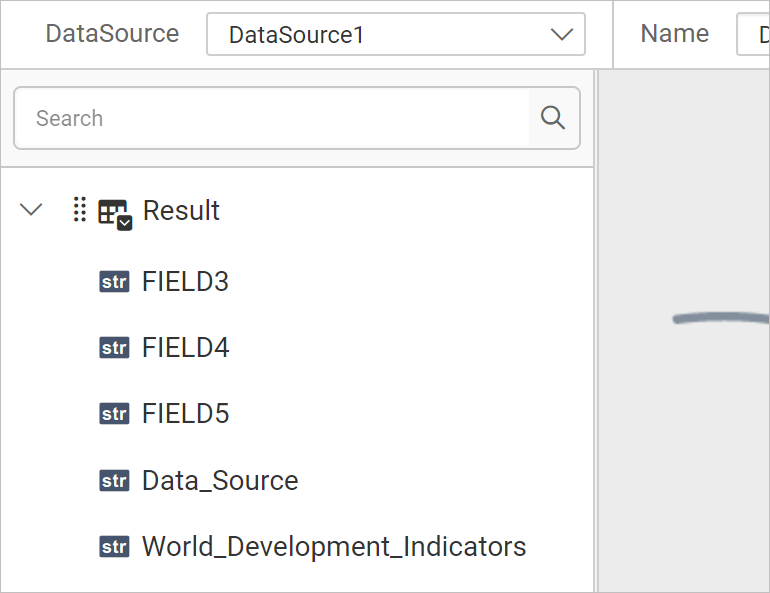 DataSource DataSource1 Name
Search
Result
str FIELD3
str FIELD4
str FIELD5
str Data_Source
str World_Development_Indicators